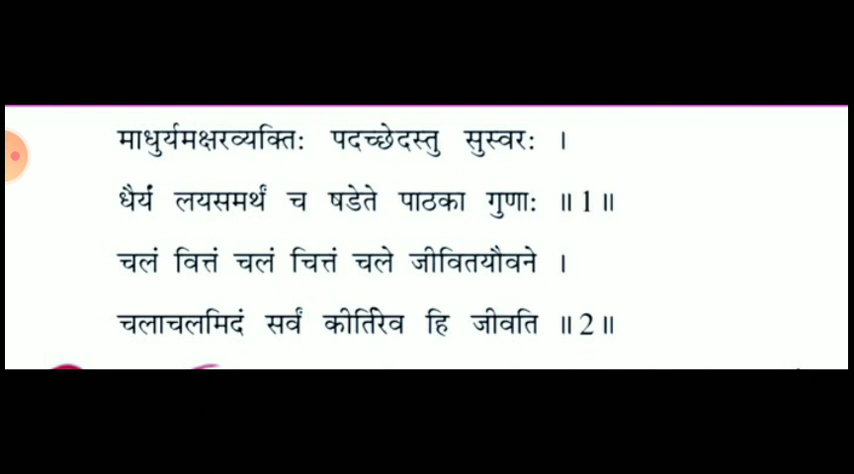 माधुर्यमक्षरव्यक्तिः पदच्छेदस्तु सुस्वरः ।
धैर्यं लयसमर्थं च षडेते पाठका गुणाः ॥ 1 ॥
चलं वित्तं चलं चित्तं चले जीवितयौवने ।
चलाचलमिदं सर्वं कीर्तिरेव हि जीवति ॥ 2 ॥